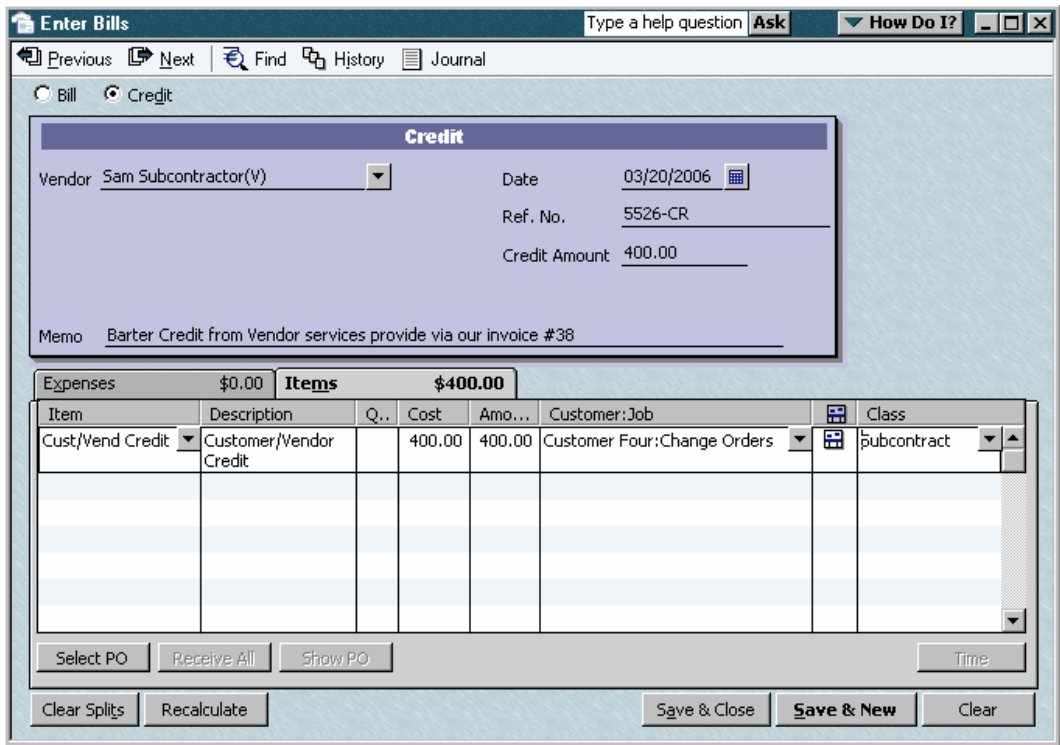 Enter Bills Type a help question Ask How Do I?
Previous Next Find History Journal
Bill Credit
Credit
Vendor Sam Subcontractor(V) Date 03/20/2006
Ref. No. 5526-CR
Credit Amount 400.00
Memo Barter Credit from Vendor services provide via our invoice #38
Expenses $0.00 Items $400.00
Item Description Q.. Cost Amo... Customer:Job Class
Cust/Vend Credit Customer/Vendor 400.00 400.00 Customer Four:Change Orders Subcontract
Credit
Select PO Receive All Show PO Time
Clear Splits Recalculate Save & Close Save & New Clear